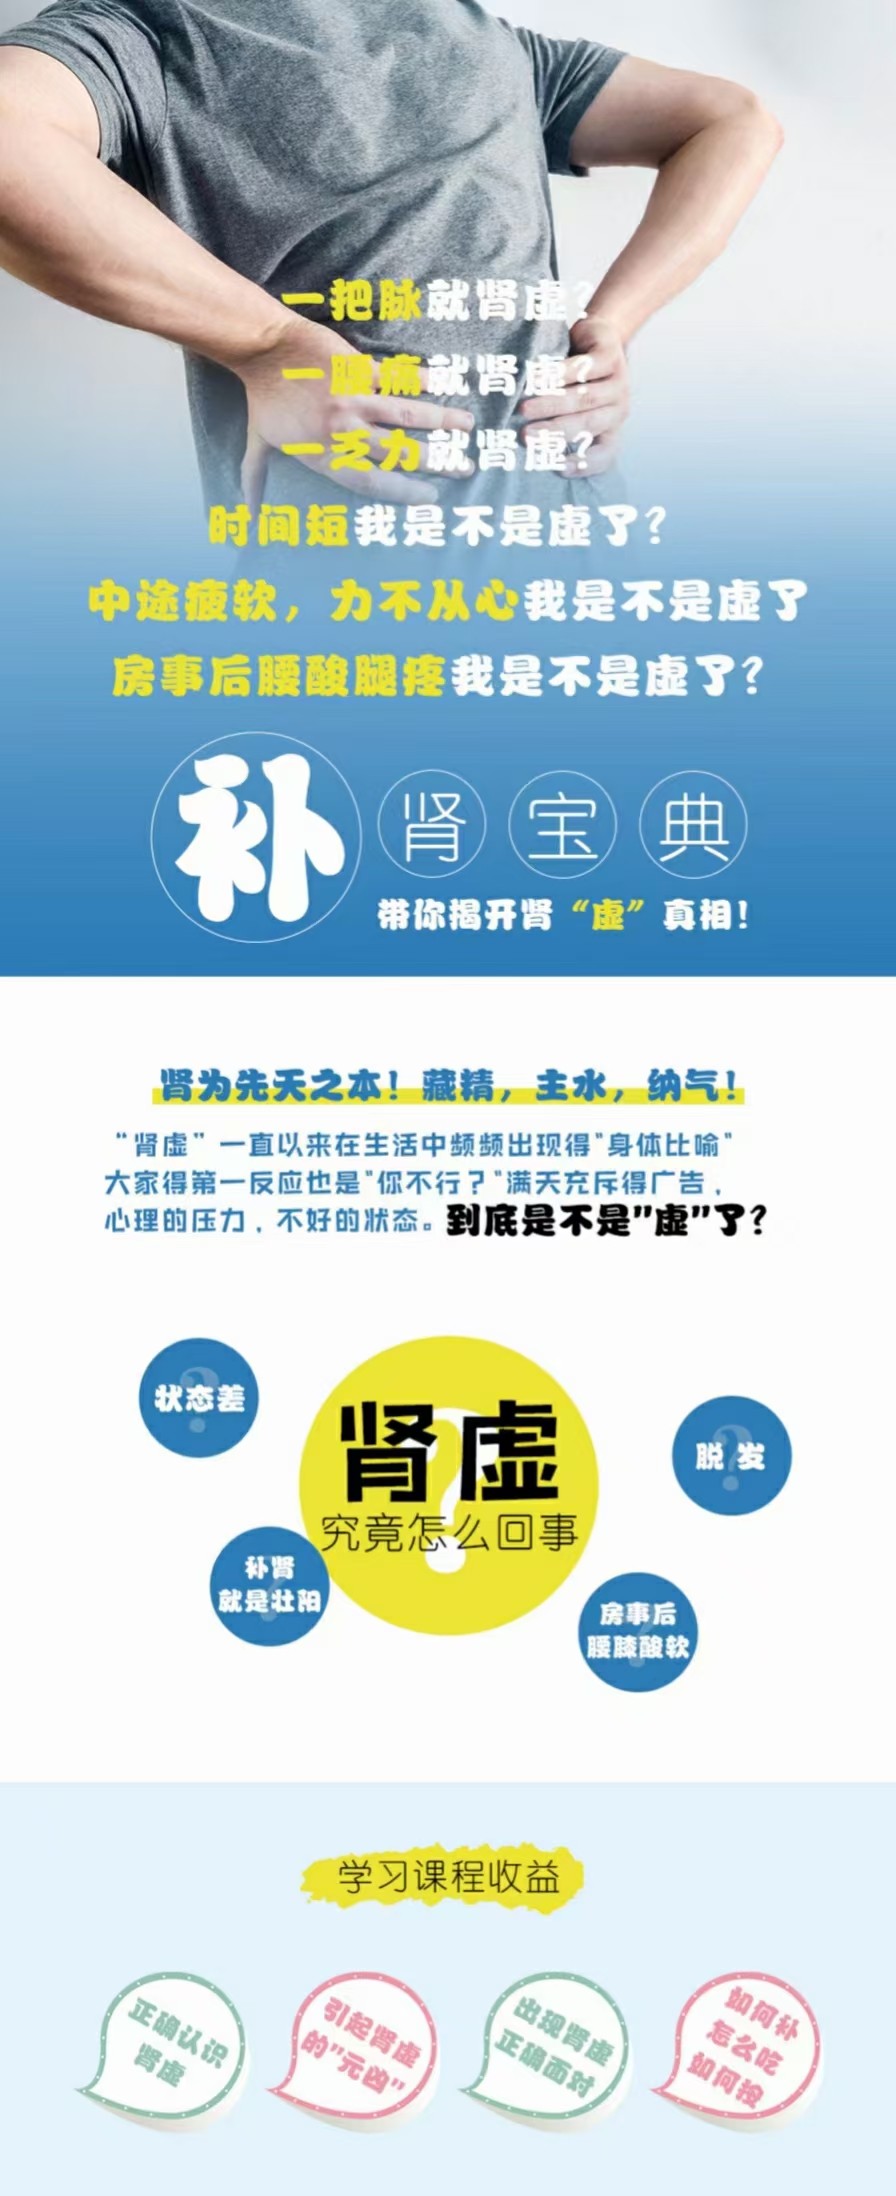 一把脉就肾虚?
一腰痛就肾虚?
一乏力就肾虚?
时间短我是不是虚了?
中途疲软，力不从心我是不是虚了
房事后腰酸腿疼我是不是虚了?
补肾宝典
带你揭开肾“虚”真相!
肾为先天之本! 藏精，主水，纳气!
“肾虚”一直以来在生活中频频出现得"身体比喻"
大家得第一反应也是"你不行？"满天充斥得广告，
心理的压力，不好的状态。到底是不是"虚"了?
状态差
肾虚
究竟怎么回事
脱 发
补肾
就是壮阳
房事后
腰膝酸软
学习课程收益
正确认识
肾虚
引起肾虚
的"元凶"
出现肾虚
正确面对
如何补
怎么吃
如何按